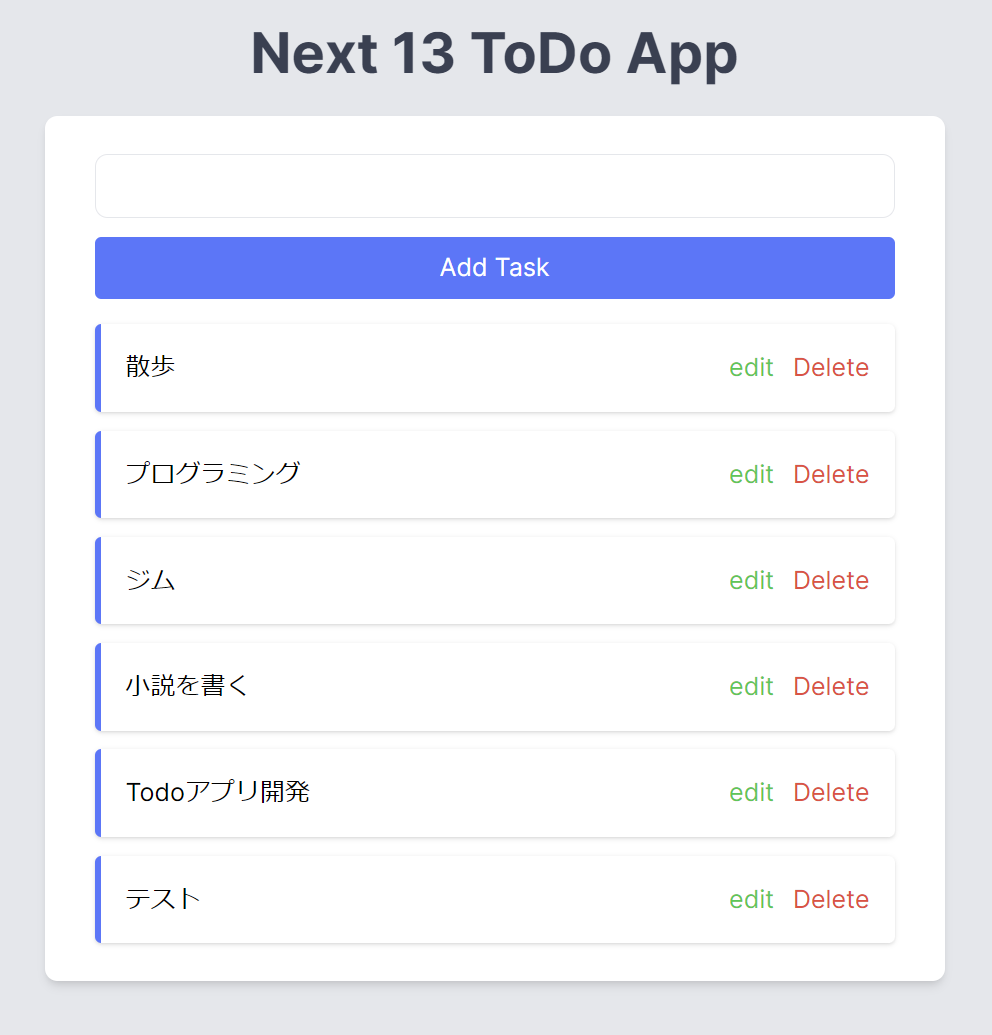 Next 13 ToDo App
Add Task
散歩 edit Delete
プログラミング edit Delete
ジム edit Delete
小説を書く edit Delete
Todoアプリ開発 edit Delete
テスト edit Delete